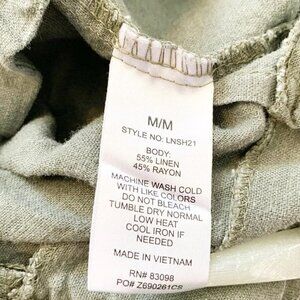 M/M
STYLE NO: LNSH21
BODY:
55% LINEN
45% RAYON
MACHINE WASH COLD
WITH LIKE COLORS
DO NOT BLEACH
TUMBLE DRY NORMAL
LOW HEAT
COOL IRON IF
NEEDED
MADE IN VIETNAM
RN# 83098
PO# Z690261CS